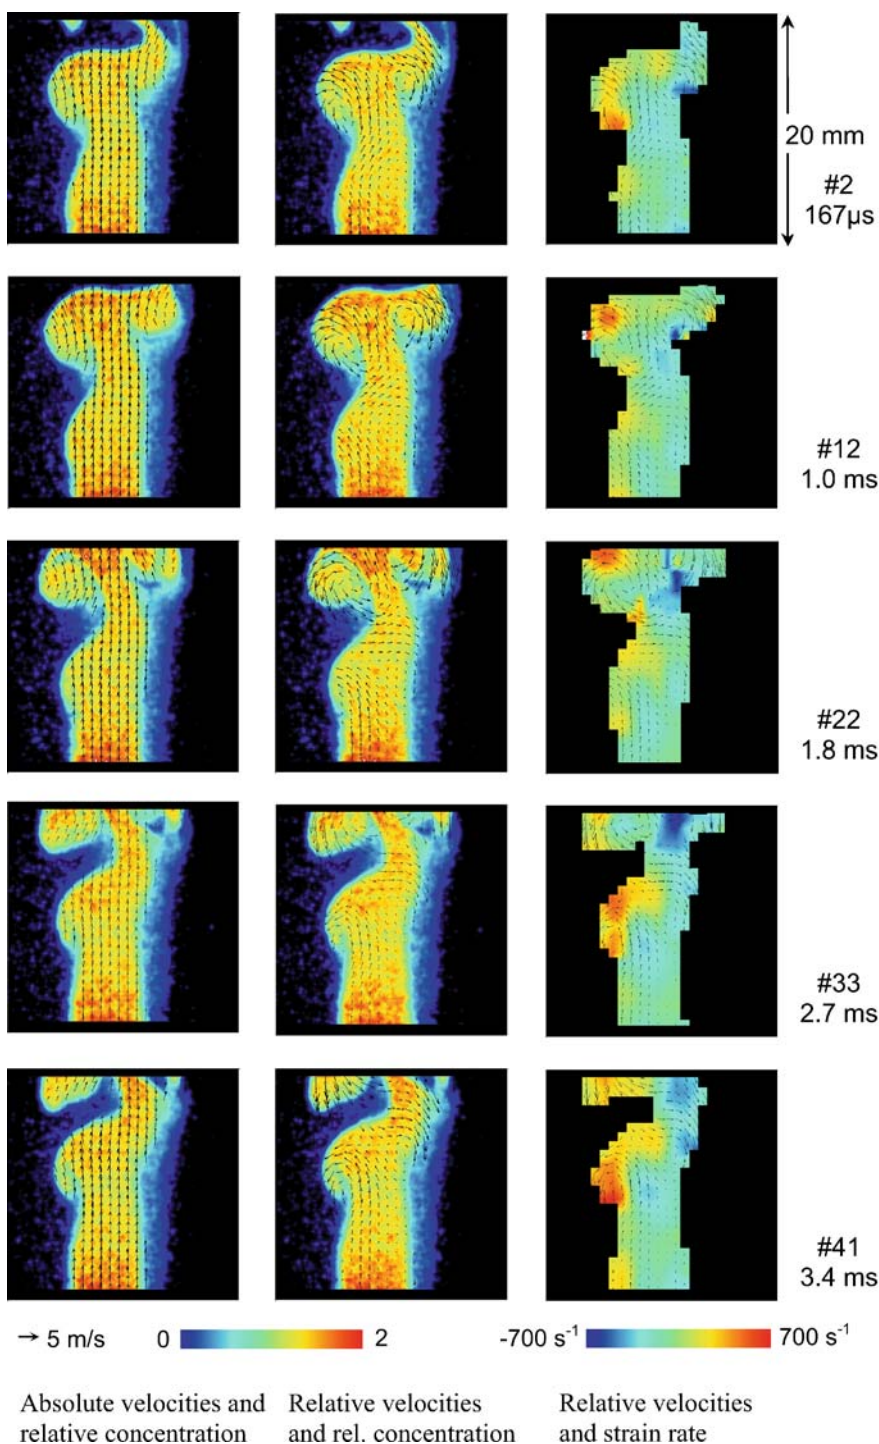 20 mm
#2
167µs
#12
1.0 ms
#22
1.8 ms
#33
2.7 ms
#41
3.4 ms
→ 5 m/s 0 2 -700 s⁻¹ 700 s⁻¹
Absolute velocities and Relative velocities Relative velocities
relative concentration and rel. concentration and strain rate